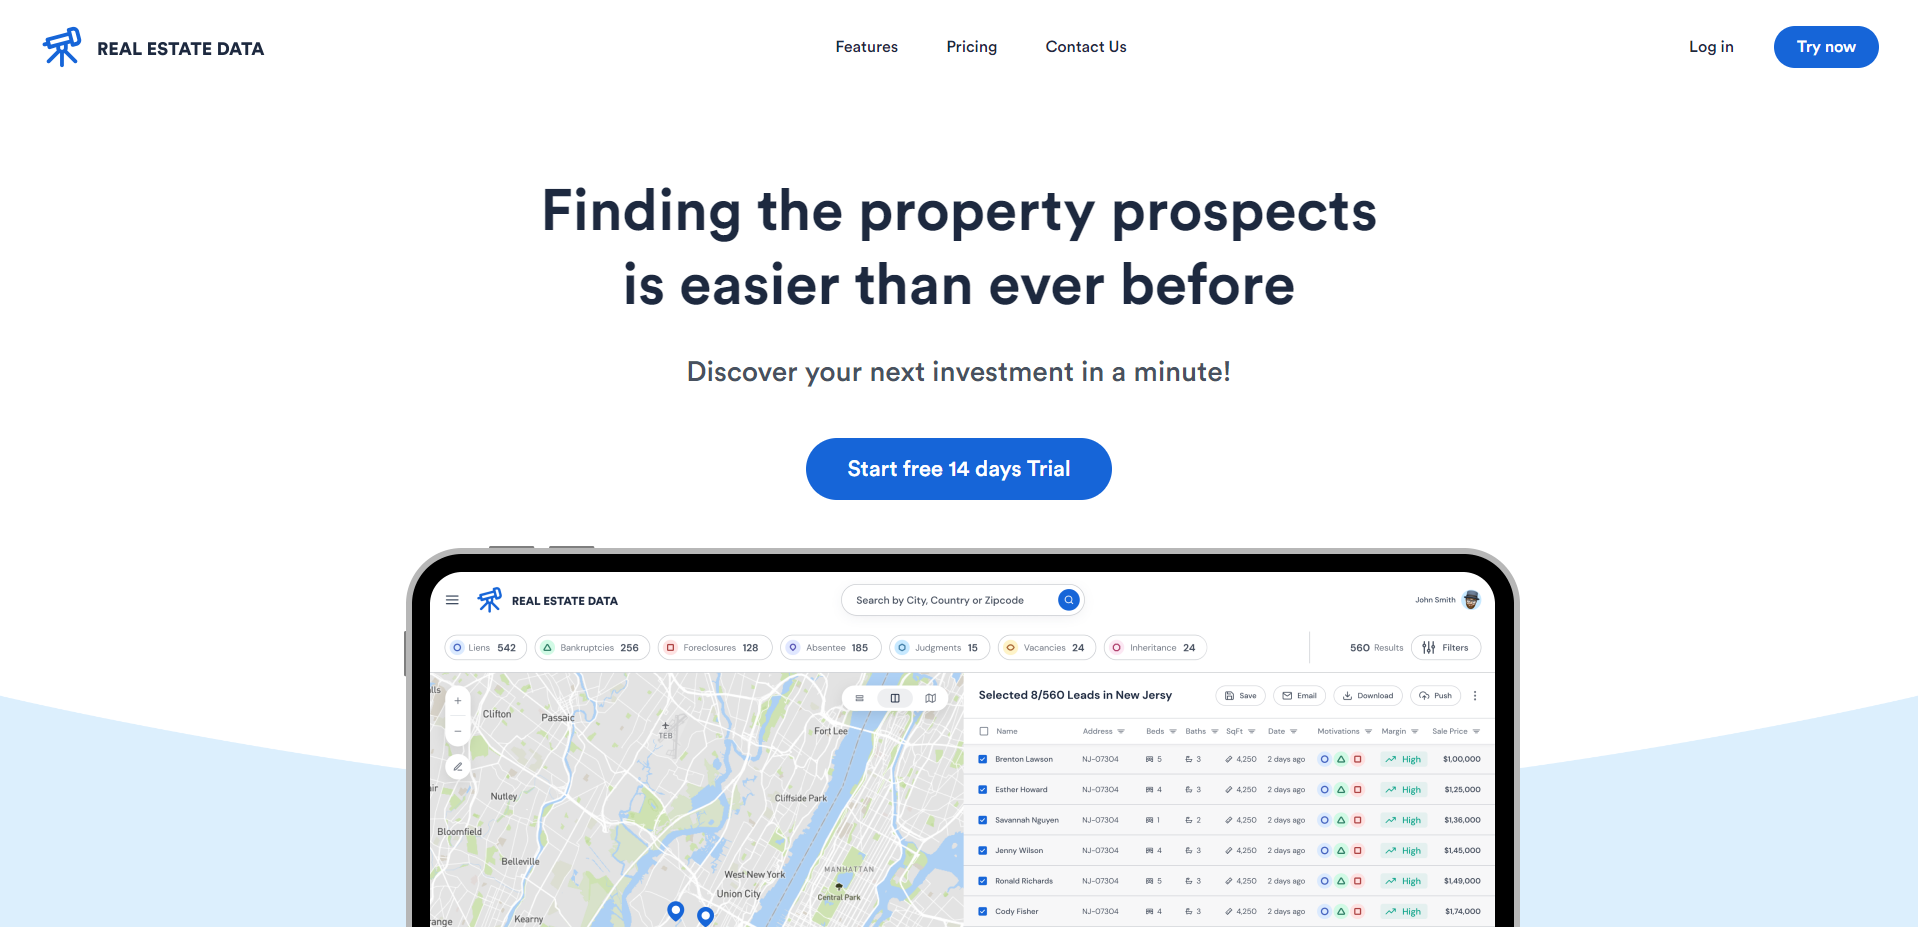 REAL ESTATE DATA
Features Pricing Contact Us
Log in Try now
Finding the property prospects
is easier than ever before
Discover your next investment in a minute!
Start free 14 days Trial
REAL ESTATE DATA
Search by City, Country or Zipcode
John Smith
Liens 542 Bankruptcies 256 Foreclosures 128 Absentee 185 Judgments 15 Vacancies 24 Inheritance 24
560 Results Filters
Clifton
Passaic
TEB
Fort Lee
Nutley
Cliffside Park
Bloomfield
Belleville
West New York
MANHATTAN
Union City
Central Park
Kearny
Selected 8/560 Leads in New Jersy
Save Email Download Push
Name Address Beds Baths SqFt Date Motivations Margin Sale Price
Brenton Lawson NJ-07304 5 3 4,250 2 days ago High $1,00,000
Esther Howard NJ-07304 4 3 4,250 2 days ago High $1,25,000
Savannah Nguyen NJ-07304 1 2 4,250 2 days ago High $1,36,000
Jenny Wilson NJ-07304 4 3 4,250 2 days ago High $1,45,000
Ronald Richards NJ-07304 5 3 4,250 2 days ago High $1,49,000
Cody Fisher NJ-07304 4 3 4,250 2 days ago High $1,74,000